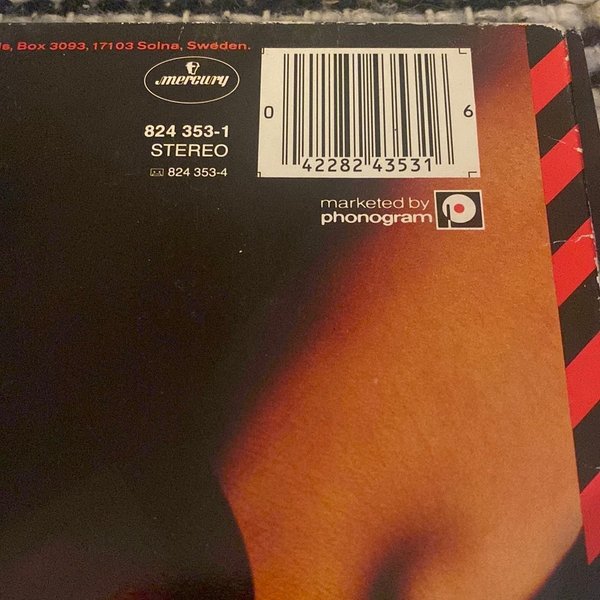 ls, Box 3093, 17103 Solna, Sweden.
mercury
824 353-1
STEREO
824 353-4
0 42282 43531 6
marketed by
phonogram